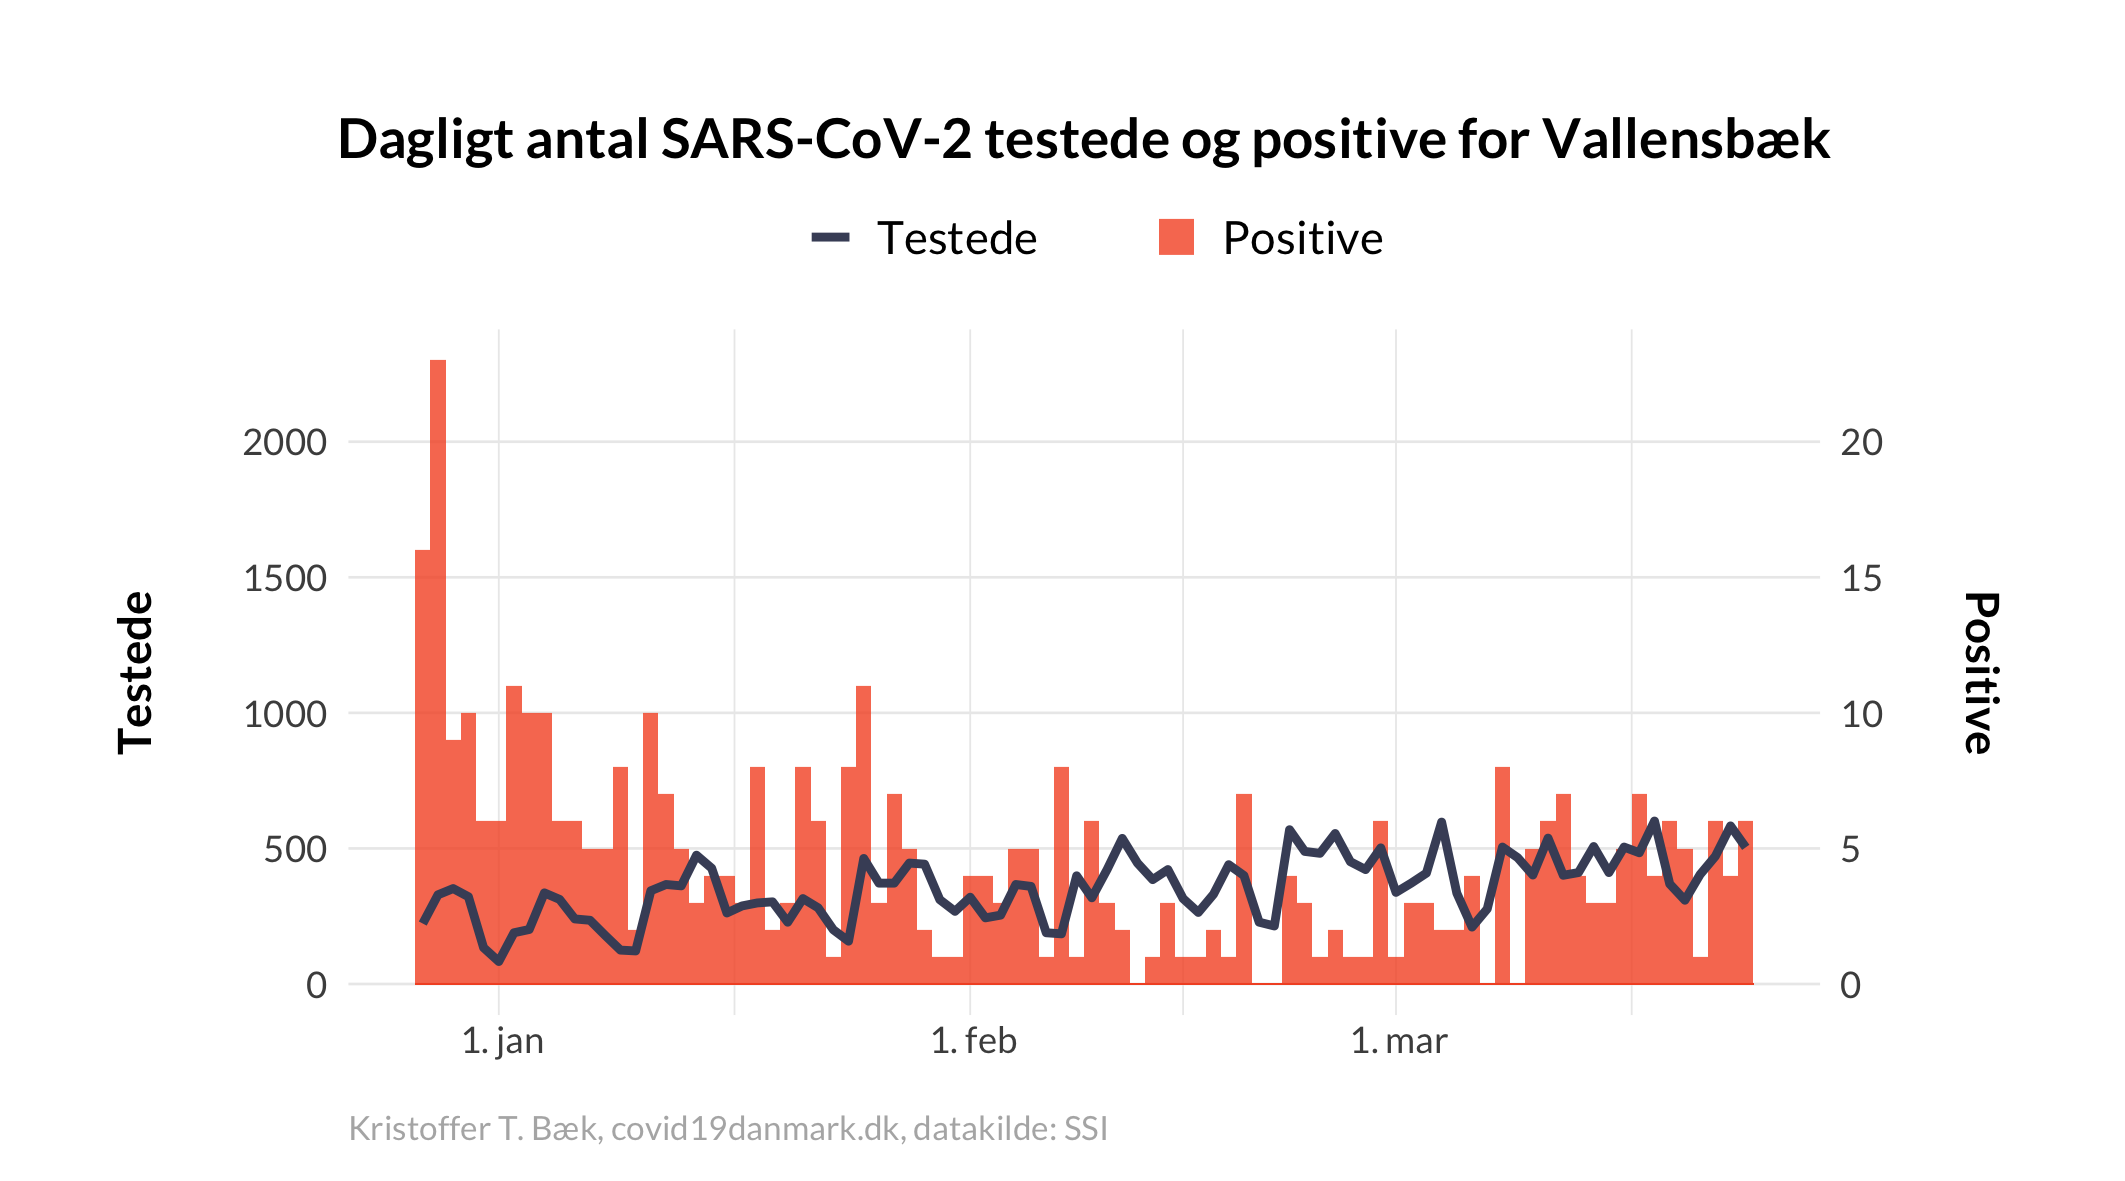 Dagligt antal SARS-CoV-2 testede og positive for Vallensbæk
Testede
Positive
2000
1500
1000
500
0
Testede
20
15
10
5
0
Positive
1. jan
1. feb
1. mar
Kristoffer T. Bæk, covid19danmark.dk, datakilde: SSI